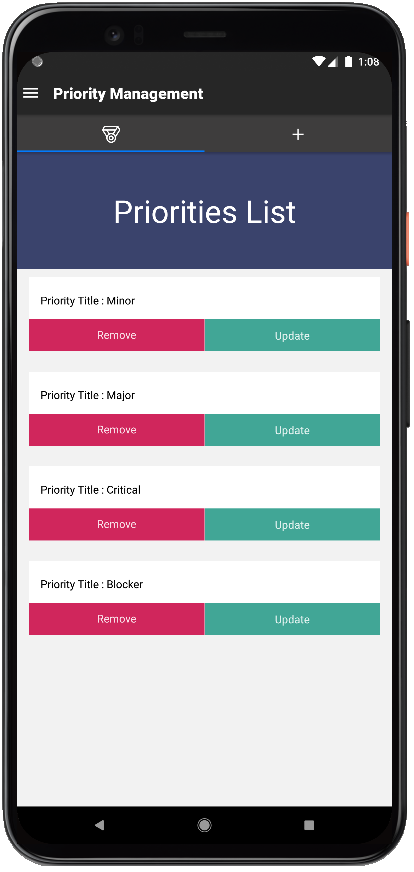 1:08
Priority Management
+
Priorities List
Priority Title : Minor
Remove Update
Priority Title : Major
Remove Update
Priority Title : Critical
Remove Update
Priority Title : Blocker
Remove Update